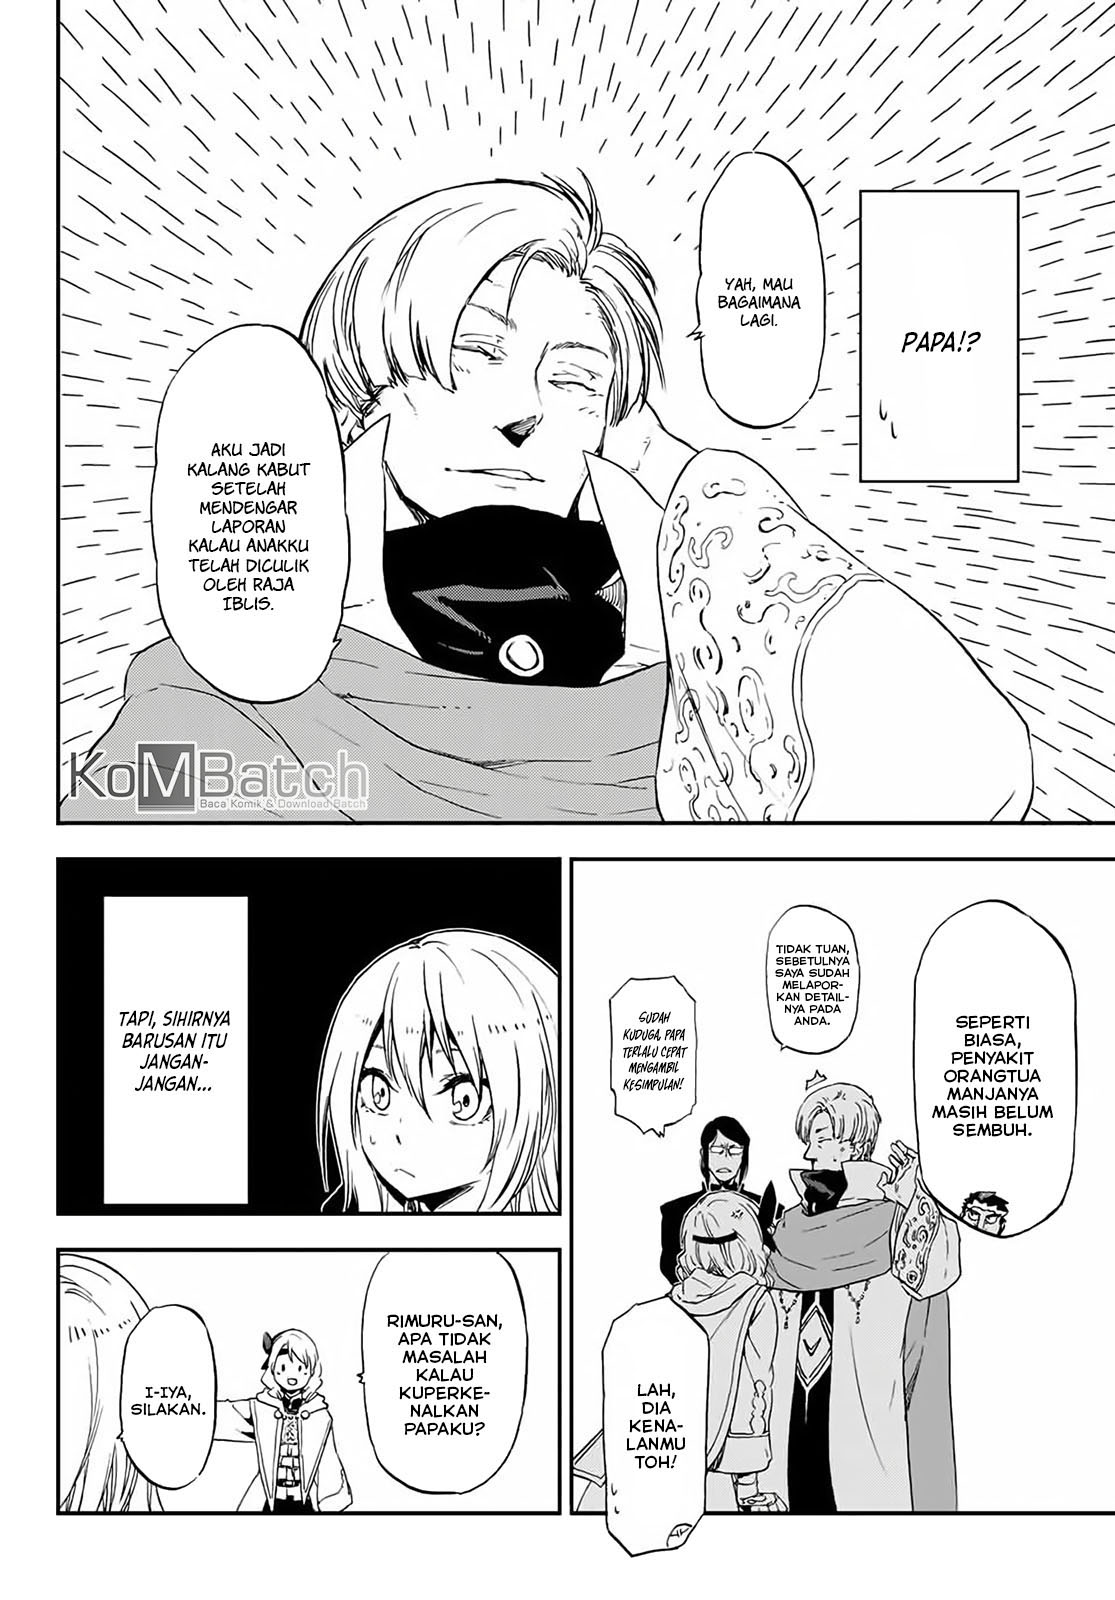 PAPA!?
YAH, MAU
BAGAIMANA
LAGI.
AKU JADI
KALANG KABUT
SETELAH
MENDENGAR
LAPORAN
KALAU ANAKKU
TELAH DICULIK
OLEH RAJA
IBLIS.
KoMBatch
Baca Komik & Download Batch
SEPERTI
BIASA,
PENYAKIT
ORANGTUA
MANJANYA
MASIH BELUM
SEMBUH.
TIDAK TUAN,
SEBETULNYA
SAYA SUDAH
MELAPOR-
KAN DETAIL-
NYA PADA
ANDA.
SUDAH
KUDUGA, PAPA
TERLALU CEPAT
MENGAMBIL
KESIMPULAN!
LAH,
DIA
KENA-
LANMU
TOH!
TAPI, SIHIRNYA
BARUSAN ITU
JANGAN-
JANGAN...
RIMURU-SAN,
APA TIDAK
MASALAH
KALAU
KUPERKE-
NALKAN
PAPAKU?
I-IYA,
SILAKAN.